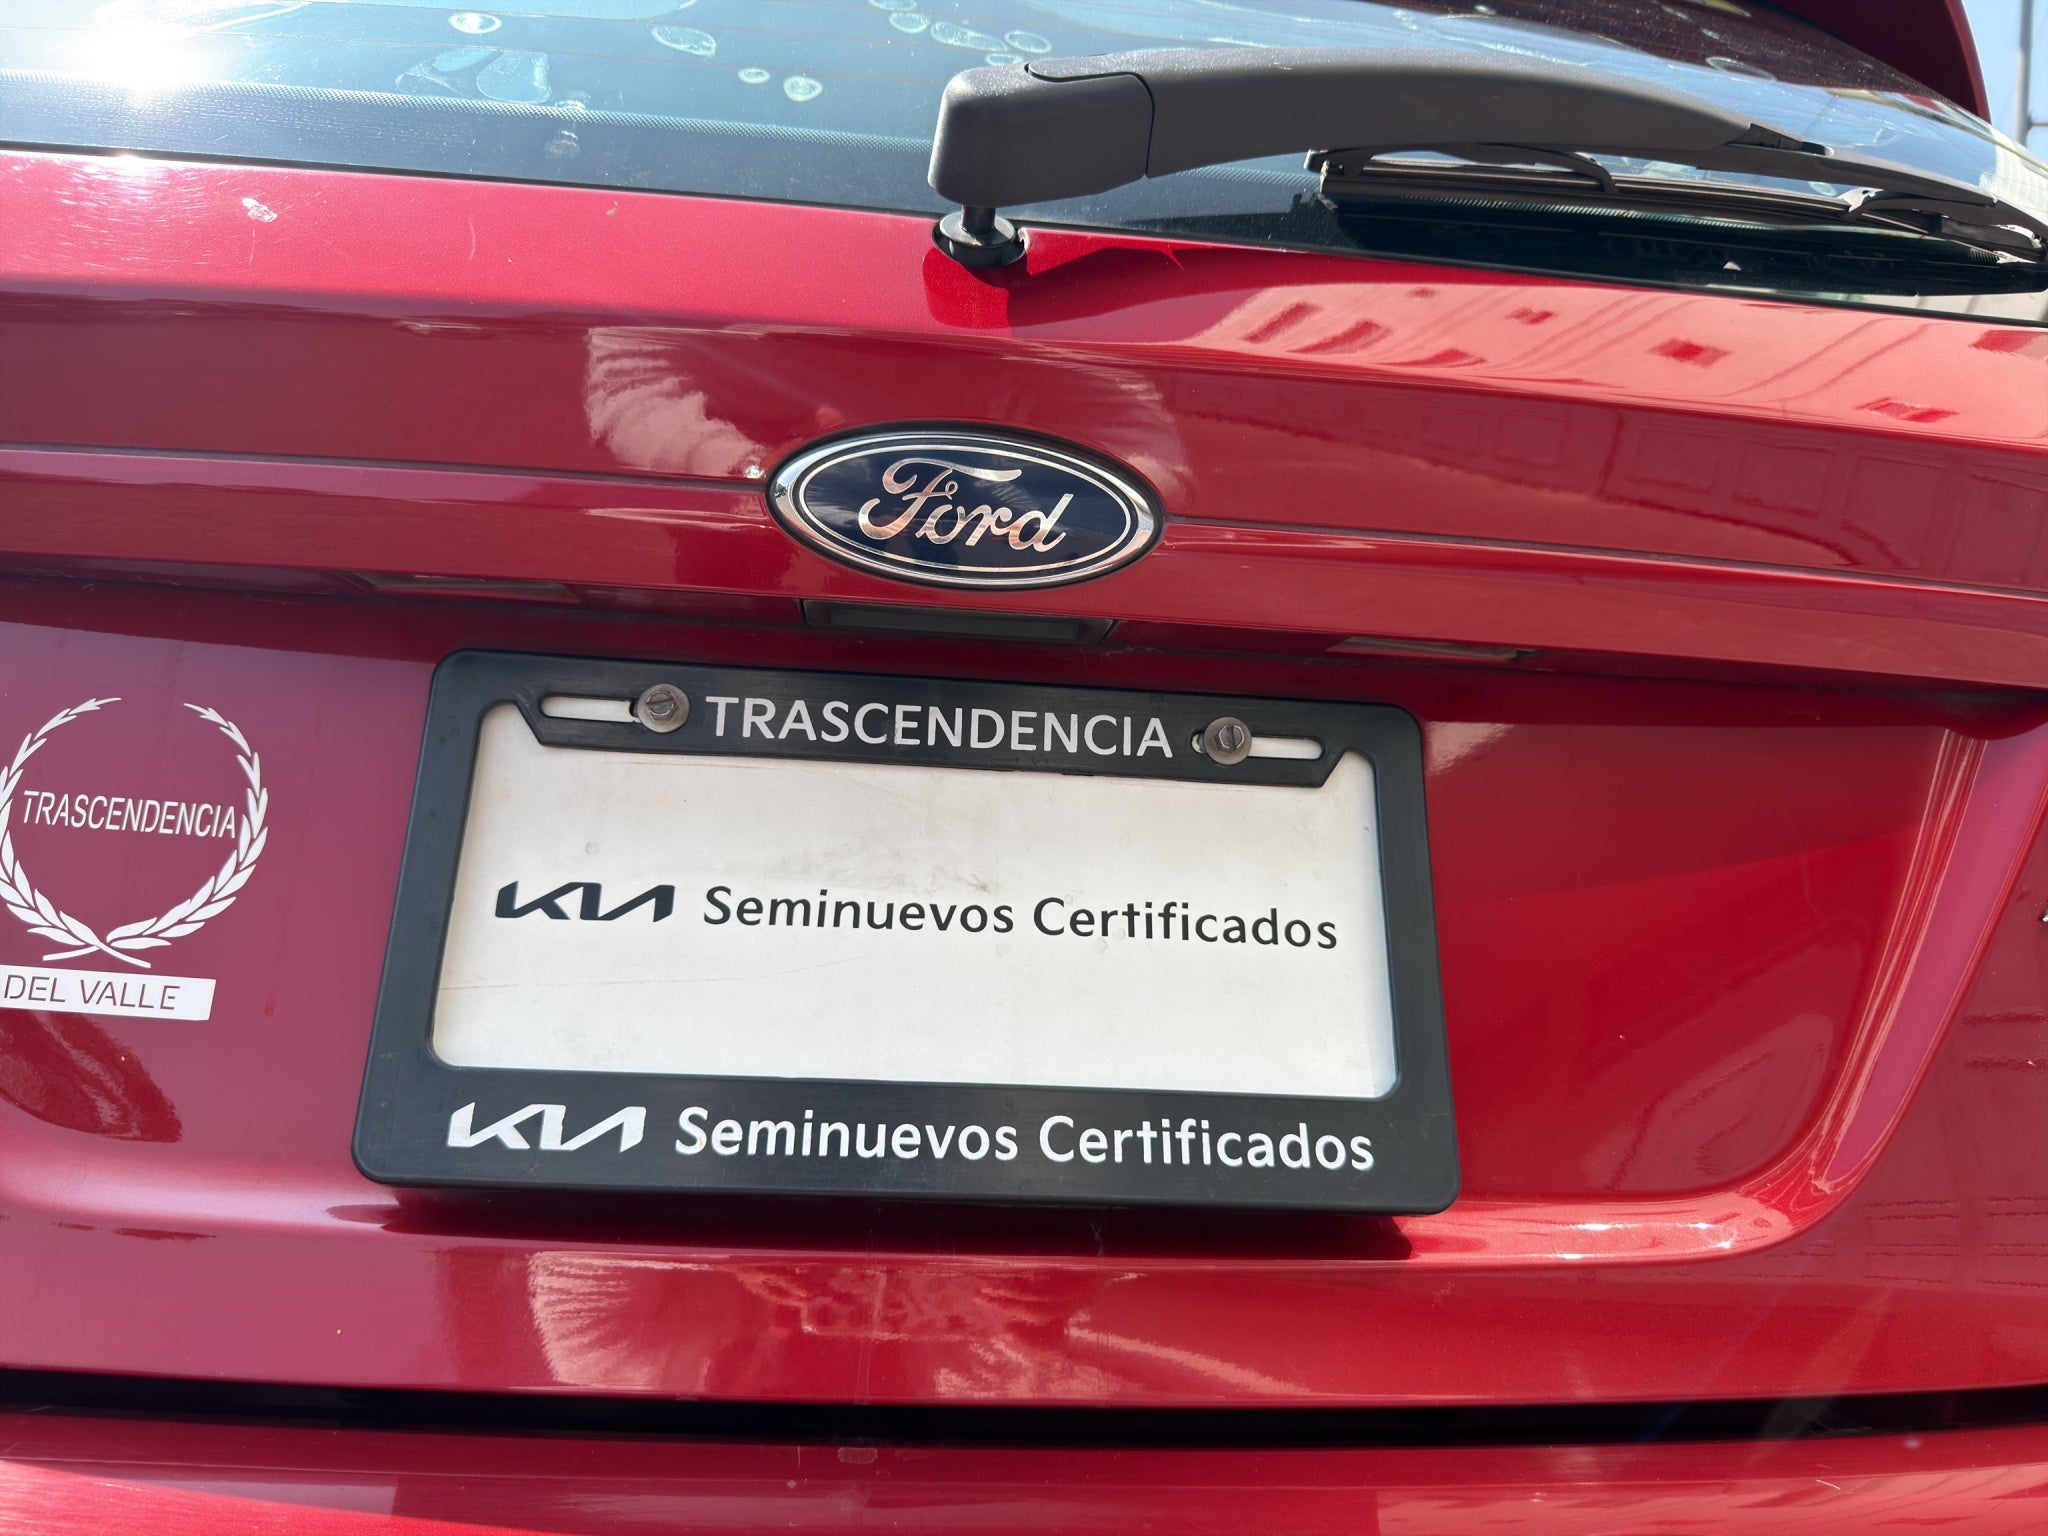 Ford
TRASCENDENCIA
TRASCENDENCIA
DEL VALLE
KIA Seminuevos Certificados
KIA Seminuevos Certificados